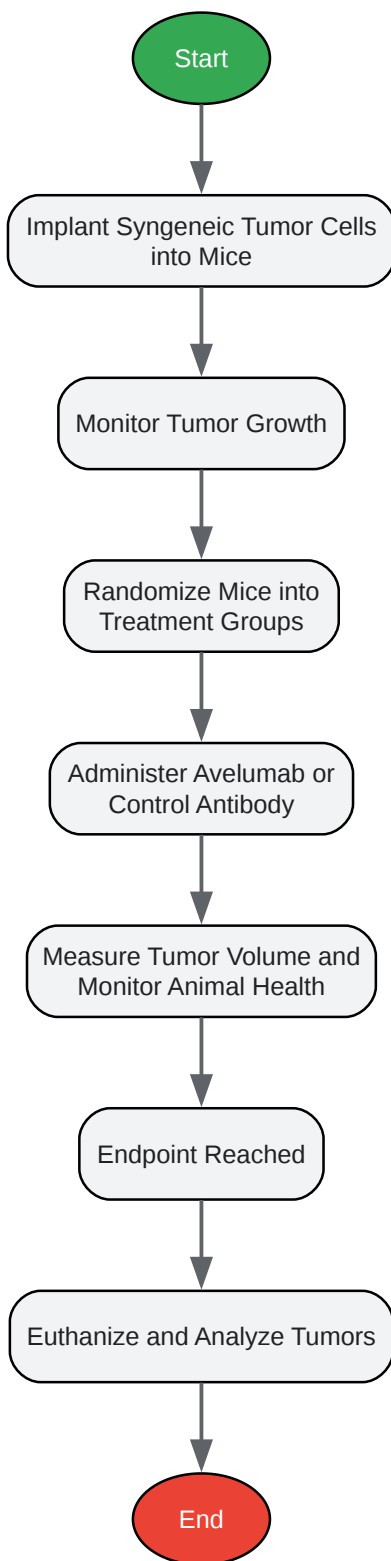 Start
Implant Syngeneic Tumor Cells
into Mice
Monitor Tumor Growth
Randomize Mice into
Treatment Groups
Administer Avelumab or
Control Antibody
Measure Tumor Volume and
Monitor Animal Health
Endpoint Reached
Euthanize and Analyze Tumors
End